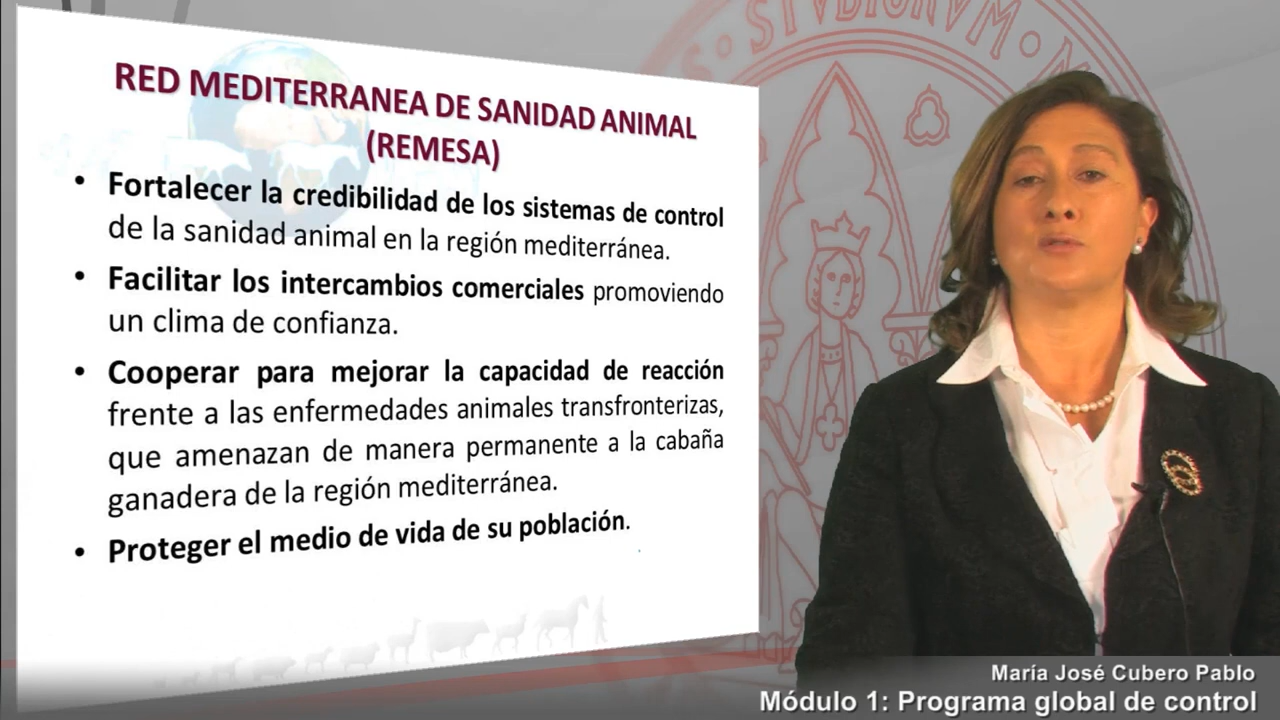 RED MEDITERRANEA DE SANIDAD ANIMAL
(REMESA)
• Fortalecer la credibilidad de los sistemas de control
de la sanidad animal en la región mediterránea.
• Facilitar los intercambios comerciales promoviendo
un clima de confianza.
• Cooperar para mejorar la capacidad de reacción
frente a las enfermedades animales transfronterizas,
que amenazan de manera permanente a la cabaña
ganadera de la región mediterránea.
• Proteger el medio de vida de su población.
STVDIORVM
María José Cubero Pablo
Módulo 1: Programa global de control